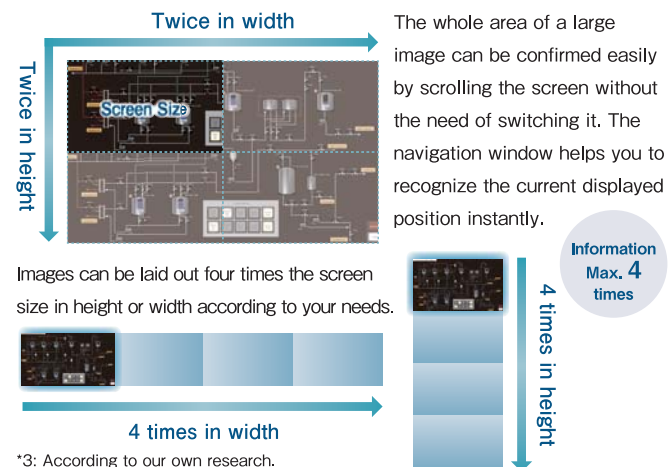 Twice in width
Twice in height
Screen Size
The whole area of a large
image can be confirmed easily
by scrolling the screen without
the need of switching it. The
navigation window helps you to
recognize the current displayed
position instantly.
Information
Max. 4
times
Images can be laid out four times the screen
size in height or width according to your needs.
4 times in width
4 times in height
*3: According to our own research.